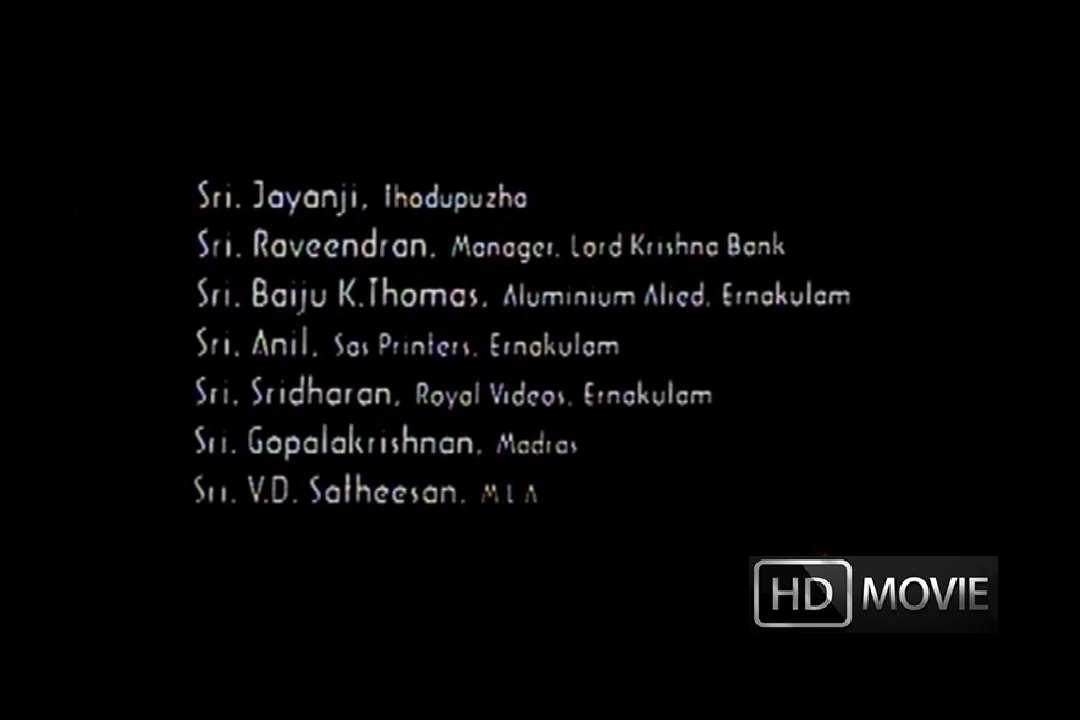 Sri. Jayanji, Thodupuzha
Sri. Raveendran, Manager, Lord Krishna Bank
Sri. Baiju K.Thomas, Aluminium Alied, Ernakulam
Sri. Anil, Sas Printers, Ernakulam
Sri. Sridharan, Royal Videos, Ernakulam
Sri. Gopalakrishnan, Madras
Sri. V.D. Satheesan, M L A
HD MOVIE